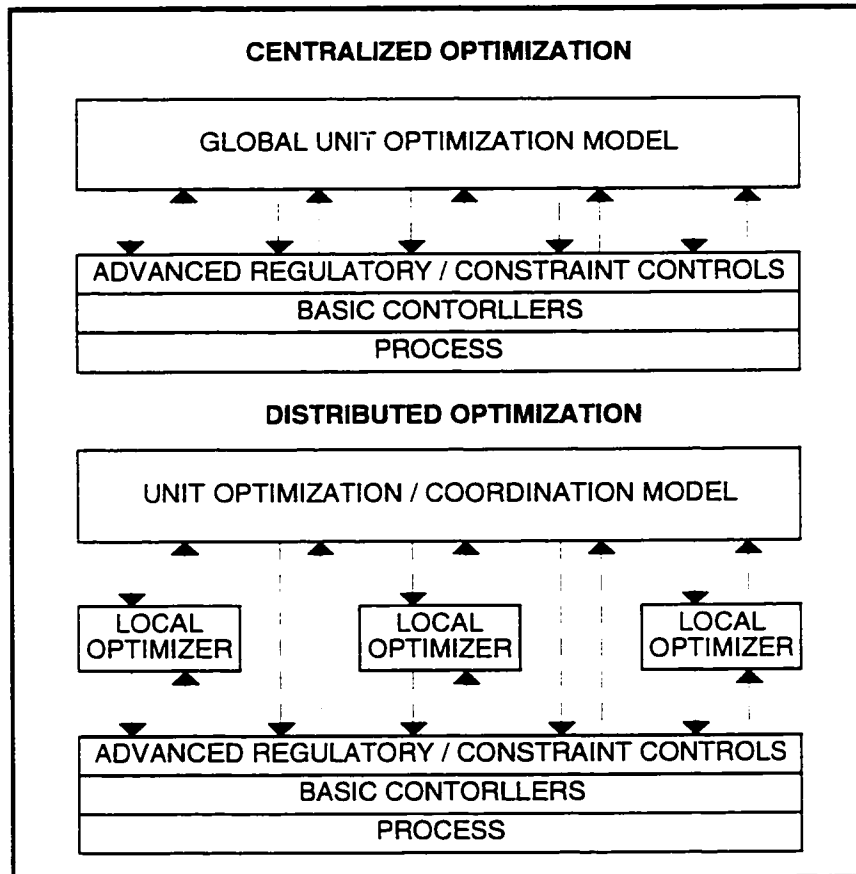 CENTRALIZED OPTIMIZATION
GLOBAL UNIT OPTIMIZATION MODEL
ADVANCED REGULATORY / CONSTRAINT CONTROLS
BASIC CONTORLLERS
PROCESS
DISTRIBUTED OPTIMIZATION
UNIT OPTIMIZATION / COORDINATION MODEL
LOCAL
OPTIMIZER
LOCAL
OPTIMIZER
LOCAL
OPTIMIZER
ADVANCED REGULATORY / CONSTRAINT CONTROLS
BASIC CONTORLLERS
PROCESS